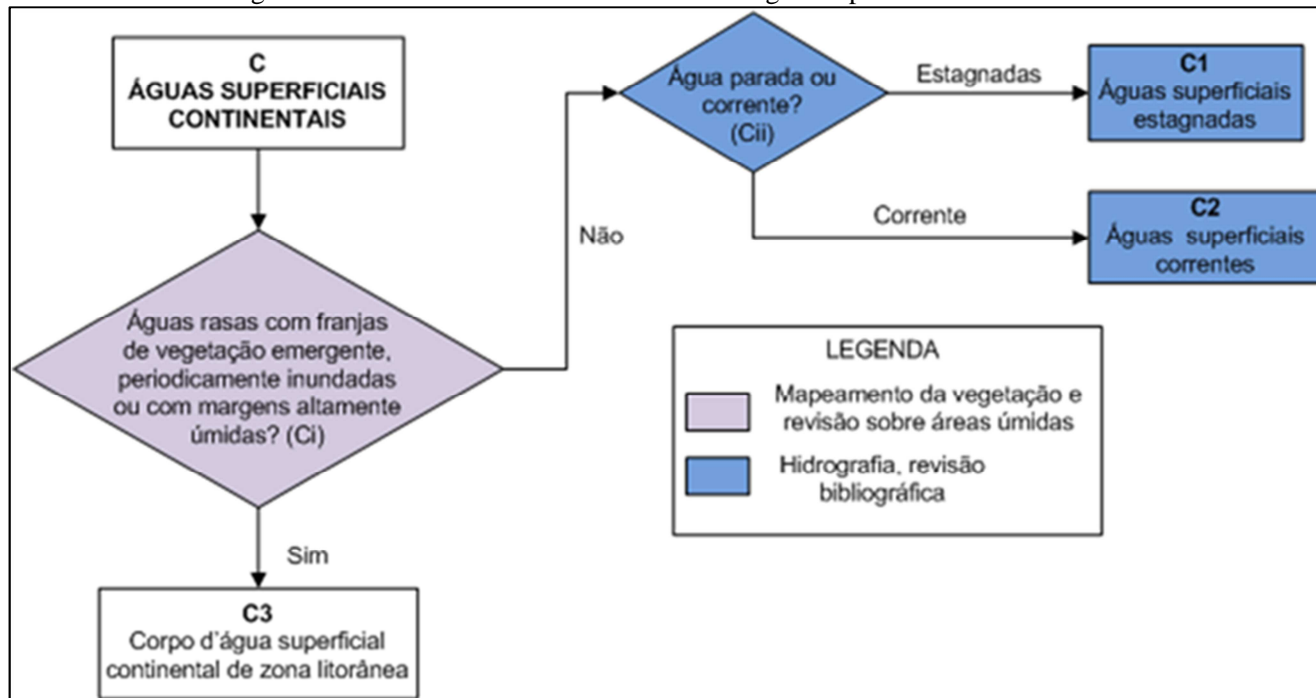 C
ÁGUAS SUPERFICIAIS
CONTINENTAIS
Água parada ou
corrente?
(Cii)
Estagnadas
C1
Águas superficiais
estagnadas
Corrente
C2
Águas superficiais
correntes
Não
Águas rasas com franjas
de vegetação emergente,
periodicamente inundadas
ou com margens altamente
úmidas? (Ci)
LEGENDA
Mapeamento da vegetação e
revisão sobre áreas úmidas
Hidrografia, revisão
bibliográfica
Sim
C3
Corpo d'água superficial
continental de zona litorânea